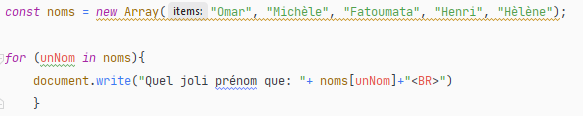 const noms = new Array( items: "Omar", "Michèle", "Fatoumata", "Henri", "Hèlène");
for (unNom in noms){
document.write("Quel joli prénom que: "+ noms[unNom]+"<BR>")
}